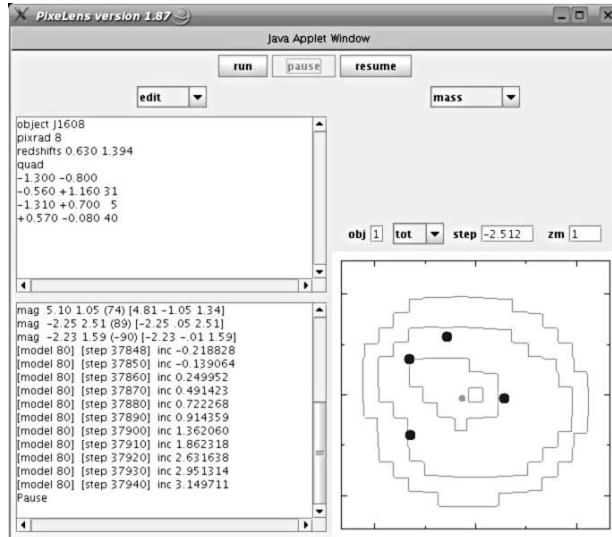 PixeLens version 1.87
Java Applet Window
run pause resume
edit mass
object J1608
pixrad 8
redshifts 0.630 1.394
quad
-1.300 -0.800
-0.560 +1.160 31
-1.310 +0.700 5
+0.570 -0.080 40
obj 1 tot step -2.512 zm 1
mag 5.10 1.05 (74) [4.81 -1.05 1.34]
mag -2.25 2.51 (89) [-2.25 .05 2.51]
mag -2.23 1.59 (-90) [-2.23 -.01 1.59]
[model 80] [step 37848] inc -0.218828
[model 80] [step 37850] inc -0.139064
[model 80] [step 37860] inc 0.249952
[model 80] [step 37870] inc 0.491423
[model 80] [step 37880] inc 0.722268
[model 80] [step 37890] inc 0.914359
[model 80] [step 37900] inc 1.362060
[model 80] [step 37910] inc 1.862318
[model 80] [step 37920] inc 2.631638
[model 80] [step 37930] inc 2.951314
[model 80] [step 37940] inc 3.149711
Pause